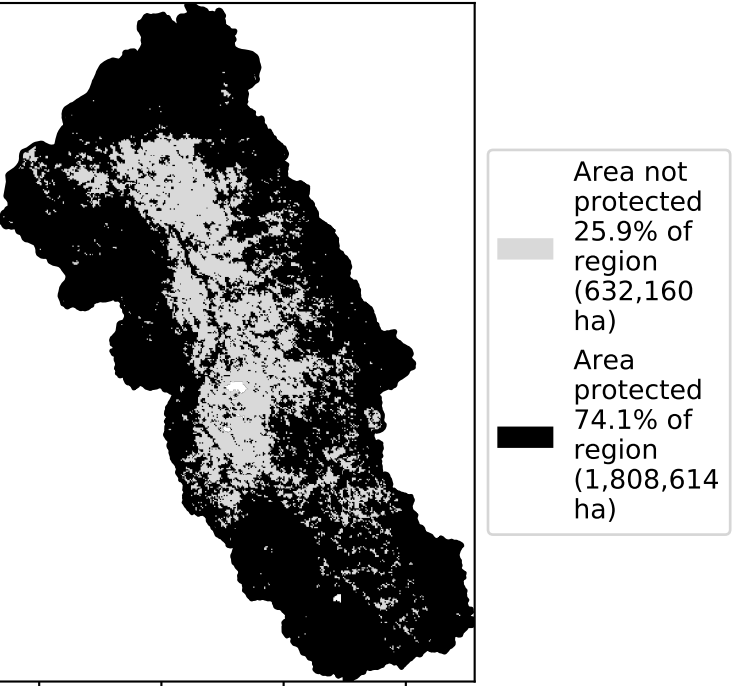 Area not
protected
25.9% of
region
(632,160
ha)
Area
protected
74.1% of
region
(1,808,614
ha)